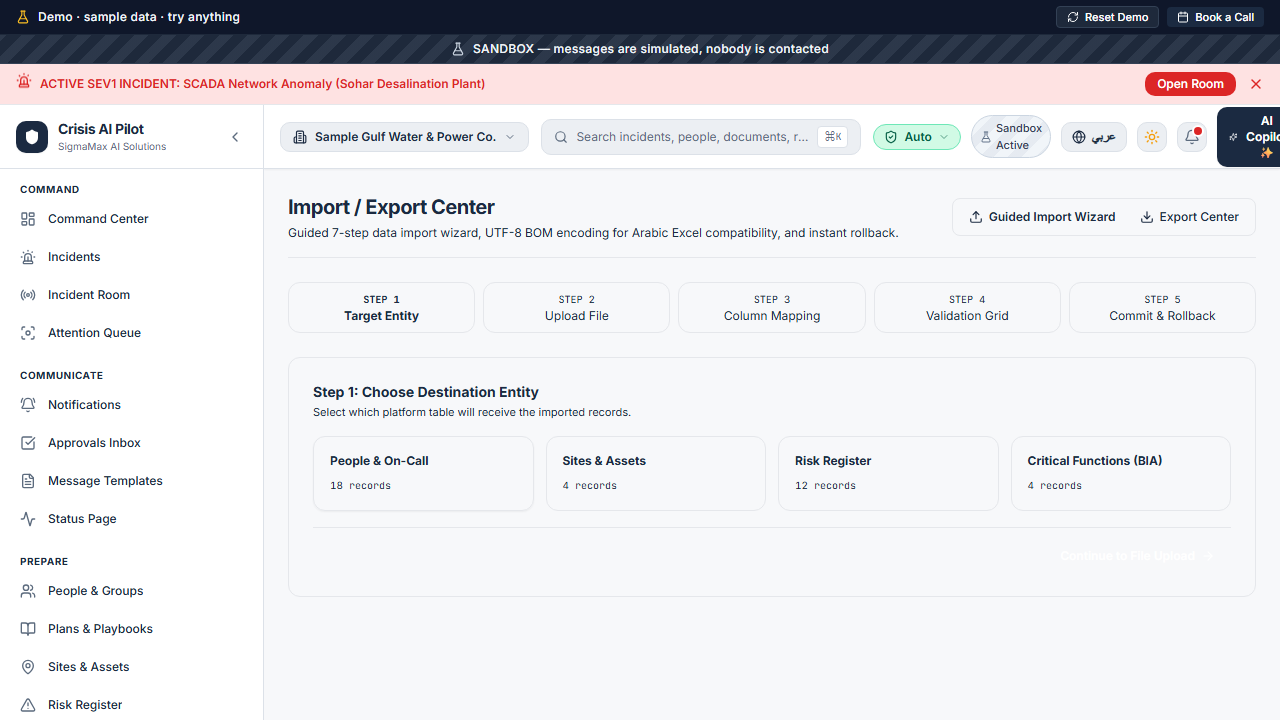 Demo · sample data · try anything
Reset Demo
Book a Call
SANDBOX — messages are simulated, nobody is contacted
ACTIVE SEV1 INCIDENT: SCADA Network Anomaly (Sohar Desalination Plant)
Open Room
Crisis AI Pilot
SigmaMax AI Solutions
Sample Gulf Water & Power Co.
Search incidents, people, documents, r...
⌘K
Auto
Sandbox
Active
عربي
AI
Copilo
✨
COMMAND
Command Center
Incidents
Incident Room
Attention Queue
COMMUNICATE
Notifications
Approvals Inbox
Message Templates
Status Page
PREPARE
People & Groups
Plans & Playbooks
Sites & Assets
Risk Register
Import / Export Center
Guided 7-step data import wizard, UTF-8 BOM encoding for Arabic Excel compatibility, and instant rollback.
Guided Import Wizard
Export Center
STEP 1
Target Entity
STEP 2
Upload File
STEP 3
Column Mapping
STEP 4
Validation Grid
STEP 5
Commit & Rollback
Step 1: Choose Destination Entity
Select which platform table will receive the imported records.
People & On-Call
18 records
Sites & Assets
4 records
Risk Register
12 records
Critical Functions (BIA)
4 records
Continue to File Upload →